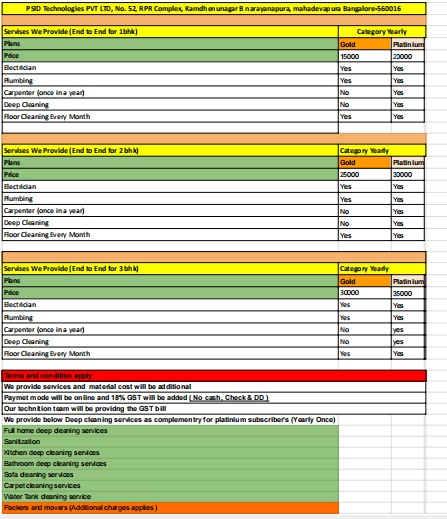 PSID Technologies PVT LTD, No. 52, RPR Complex, Kamdhenunagar B narayanapura, mahadevapura Bangalore-560016
Servises We Provide (End to End for 1bhk) Category Yearly
Plans Gold Platinium
Price 15000 20000
Electrician Yes Yes
Plumbing Yes Yes
Carpenter (once in a year) No Yes
Deep Cleaning No Yes
Floor Cleaning Every Month Yes Yes
Servises We Provide (End to End for 2 bhk) Category Yearly
Plans Gold Platinium
Price 25000 30000
Electrician Yes Yes
Plumbing Yes Yes
Carpenter (once in a year) No Yes
Deep Cleaning No Yes
Floor Cleaning Every Month Yes Yes
Servises We Provide (End to End for 3 bhk) Category Yearly
Plans Gold Platinium
Price 30000 35000
Electrician Yes Yes
Plumbing Yes Yes
Carpenter (once in a year) No yes
Deep Cleaning No yes
Floor Cleaning Every Month Yes Yes
Terms and condition apply
We provide services and material cost will be additional
Paymet mode will be online and 18% GST will be added ( No cash, Check & DD )
Our technition team will be providng the GST bill
We provide below Deep cleaning services as complementry for platinium subscriber's (Yearly Once)
Full home deep cleaning services
Sanitization
Kitchen deep cleaning services
Bathroom deep cleaning services
Sofa cleaning services
Carpet cleaning services
Water Tank cleaning service
Packers and movers (Additional charges applies )